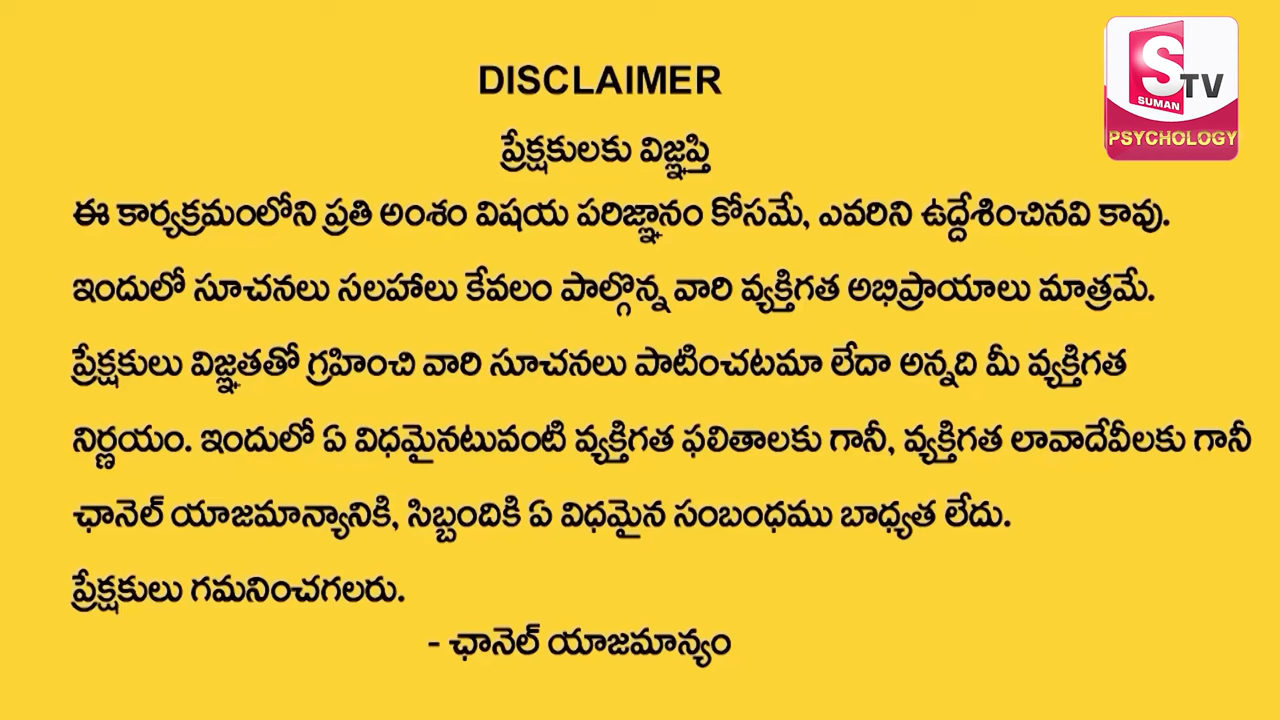 DISCLAIMER
S
TV
SUMAN
PSYCHOLOGY
ప్రేక్షకులకు విజ్ఞప్తి
ఈ కార్యక్రమంలోని ప్రతి అంశం విషయ పరిజ్ఞానం కోసమే, ఎవరిని ఉద్దేశించినవి కావు.
ఇందులో సూచనలు సలహాలు కేవలం పాల్గొన్న వారి వ్యక్తిగత అభిప్రాయాలు మాత్రమే.
ప్రేక్షకులు విజ్ఞతతో గ్రహించి వారి సూచనలు పాటించటమా లేదా అన్నది మీ వ్యక్తిగత
నిర్ణయం. ఇందులో ఏ విధమైనటువంటి వ్యక్తిగత ఫలితాలకు గానీ, వ్యక్తిగత లావాదేవీలకు గానీ
ఛానెల్ యాజమాన్యానికి, సిబ్బందికి ఏ విధమైన సంబంధము బాధ్యత లేదు.
ప్రేక్షకులు గమనించగలరు.
- ఛానెల్ యాజమాన్యం